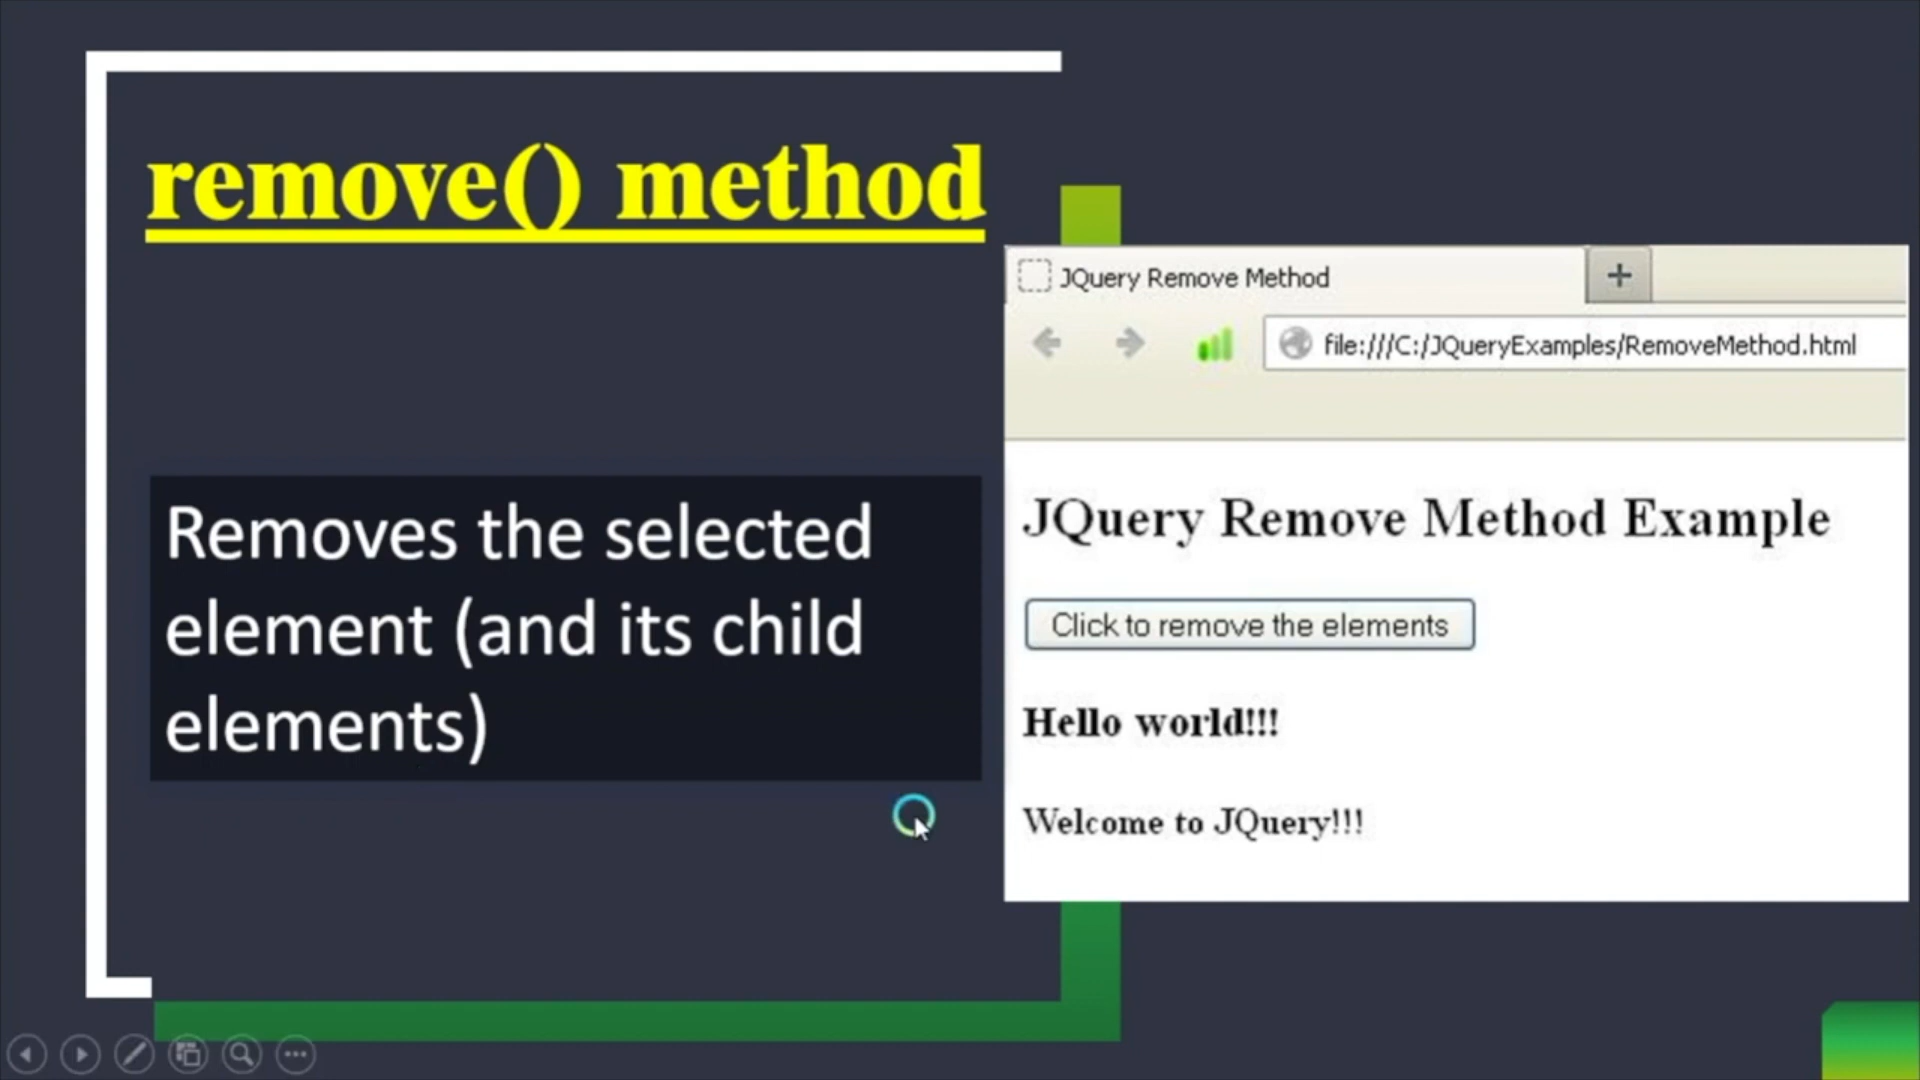 remove() method
Removes the selected
element (and its child
elements)
JQuery Remove Method
file:///C:/JQueryExamples/RemoveMethod.html
JQuery Remove Method Example
Click to remove the elements
Hello world!!!
Welcome to JQuery!!!